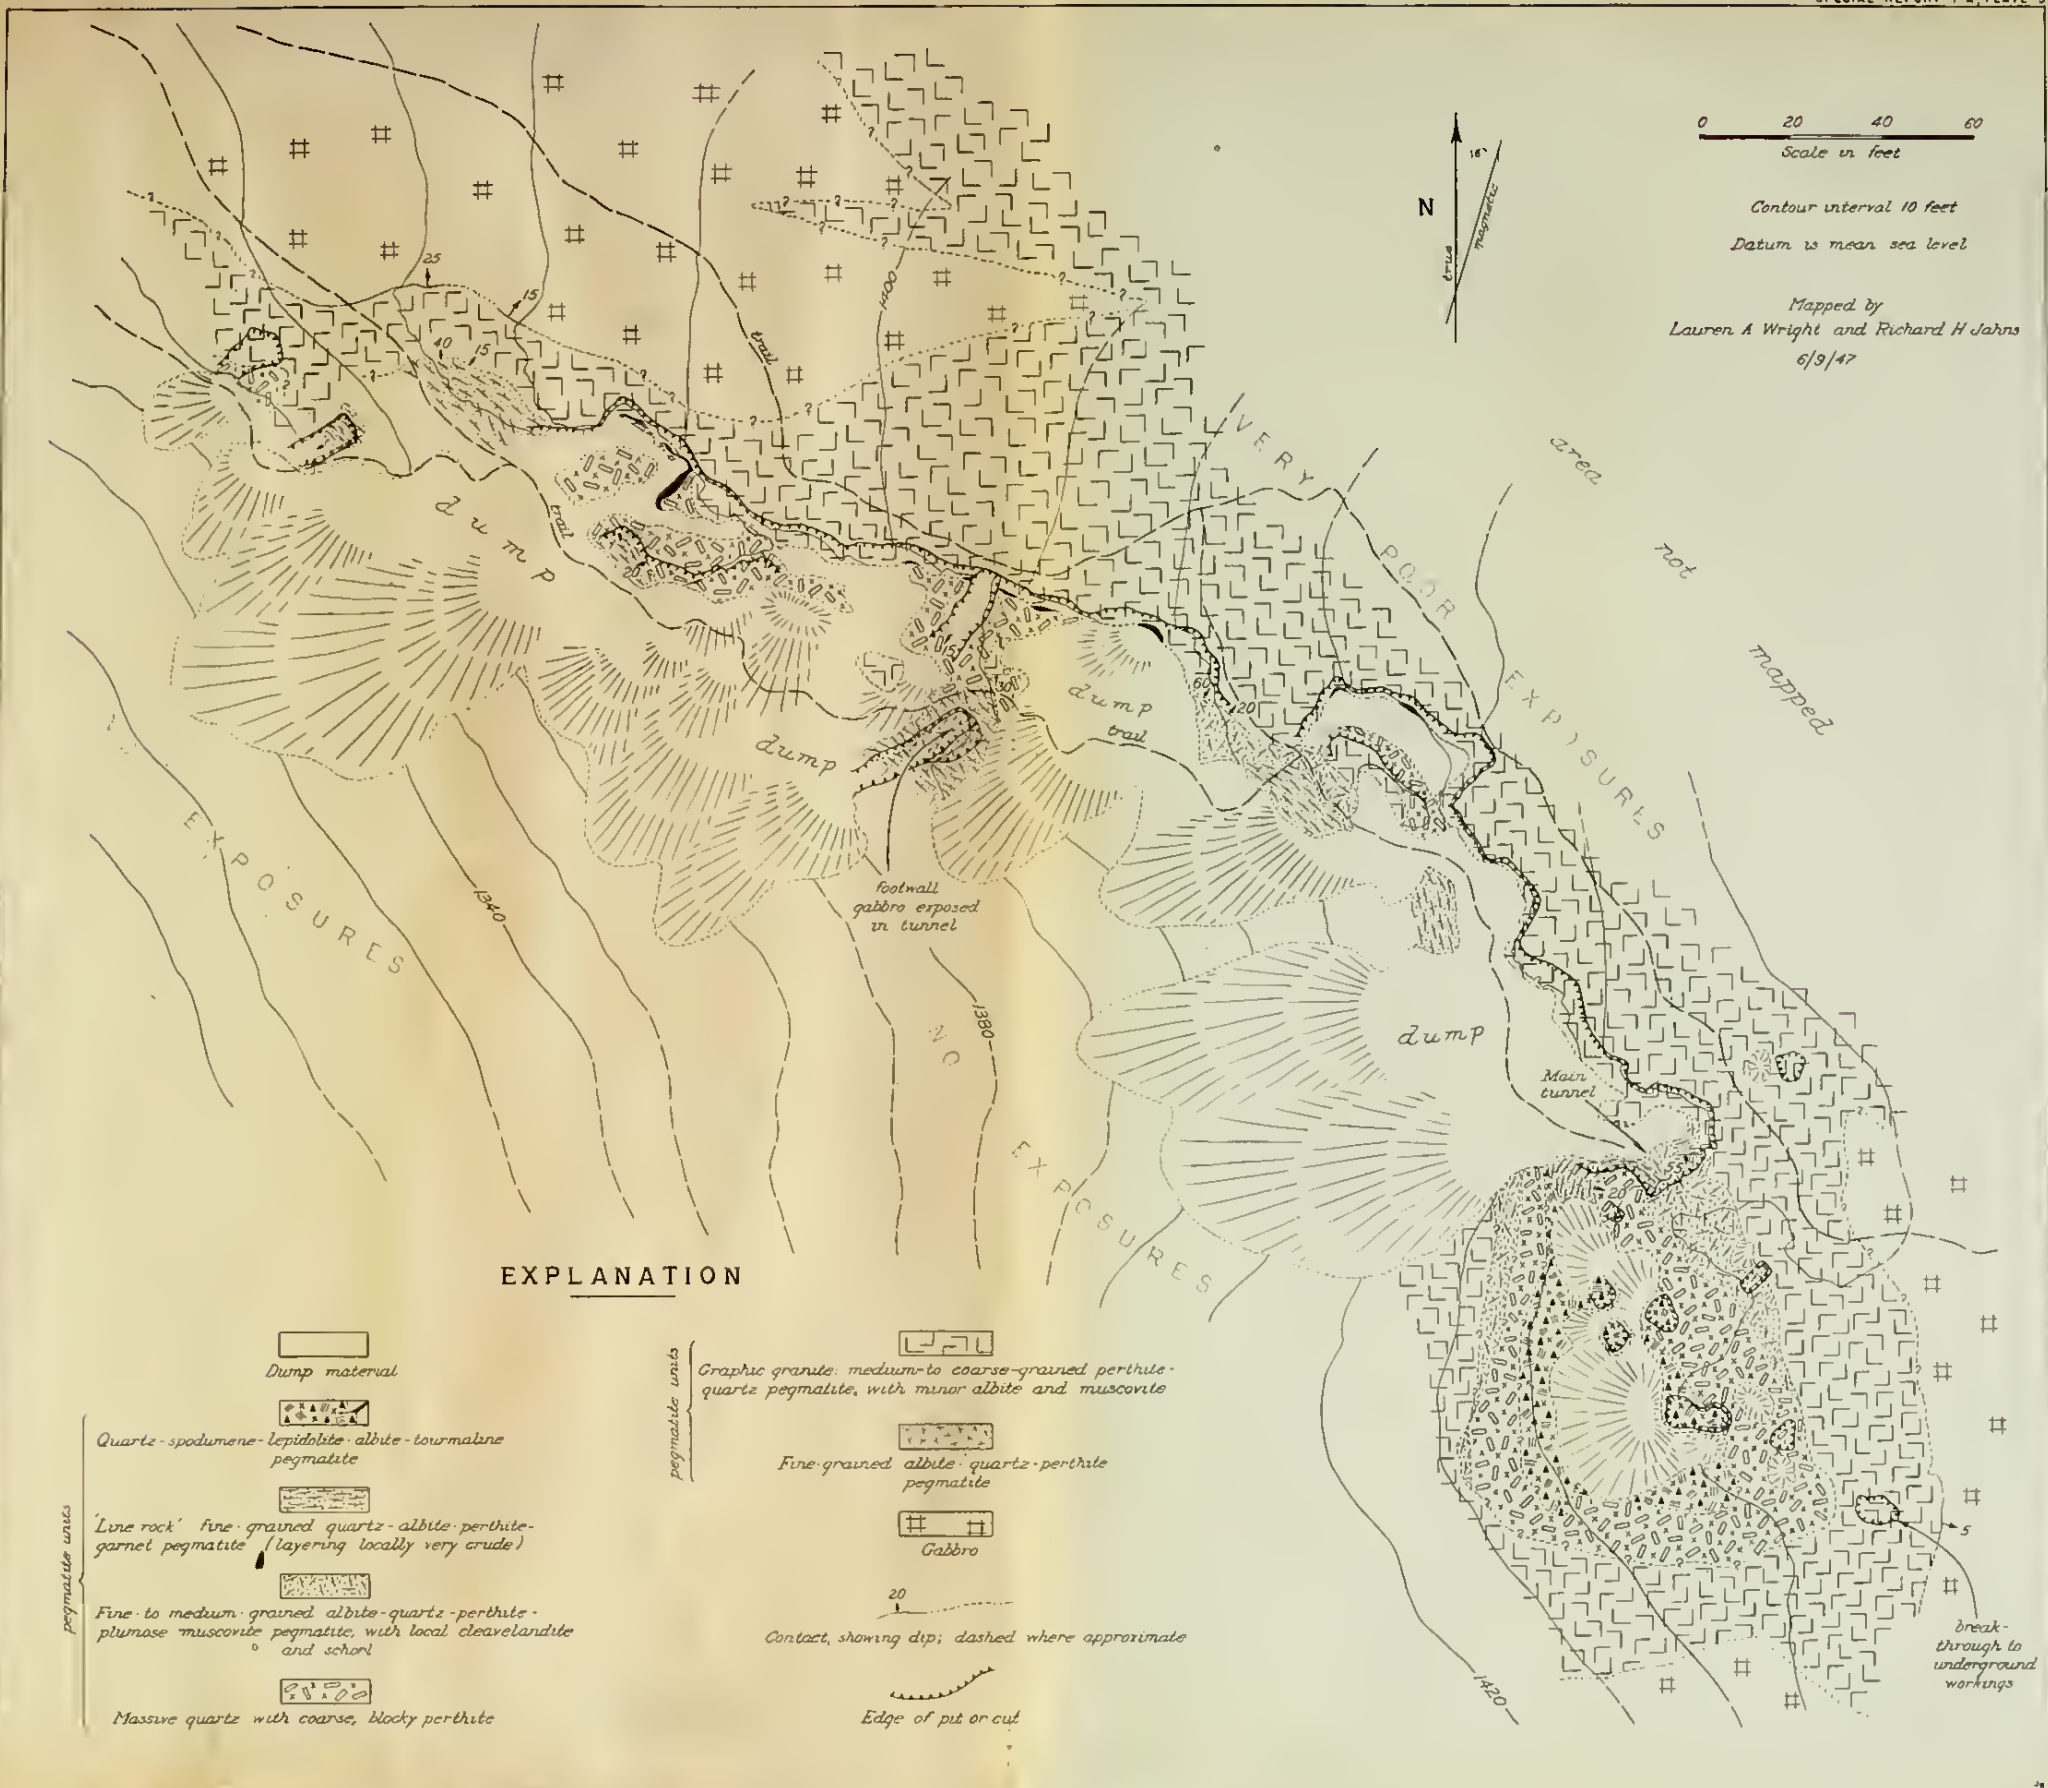 0 20 40 60
Scale in feet
Contour interval 10 feet
Datum is mean sea level
Mapped by
Lauren A Wright and Richard H Jahns
6/9/47
N
true
magnetic
16°
25
15
40
15
1400
trail
trail
dump
20
VERY
POOR
EXPOSURES
area
not
mapped
15
30
60
20
dump
trail
dump
footwall
gabbro exposed
in tunnel
EXPOSURES
1340
NO
1380
EXPOSURES
dump
Main
tunnel
55
20
5
break-
through to
underground
workings
1420
EXPLANATION
Dump material
Quartz-spodumene-lepidolite-albite-tourmaline
pegmatite
'Line rock' fine-grained quartz-albite-perthite-
garnet pegmatite (layering locally very crude)
Fine-to medium-grained albite-quartz-perthite-
plumose muscovite pegmatite, with local cleavelandite
and schorl
Massive quartz with coarse, blocky perthite
pegmatite units
pegmatite units
Graphic granite: medium-to coarse-grained perthite-
quartz pegmatite, with minor albite and muscovite
Fine-grained albite-quartz-perthite
pegmatite
Gabbro
20
Contact, showing dip; dashed where approximate
Edge of pit or cut